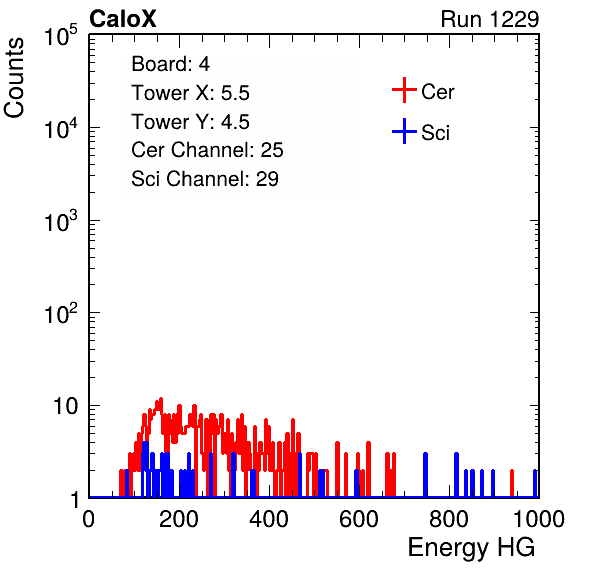 CaloX Run 1229
Counts
10^5
10^4
10^3
10^2
10
1
Board: 4
Tower X: 5.5
Tower Y: 4.5
Cer Channel: 25
Sci Channel: 29
Cer
Sci
0 200 400 600 800 1000
Energy HG